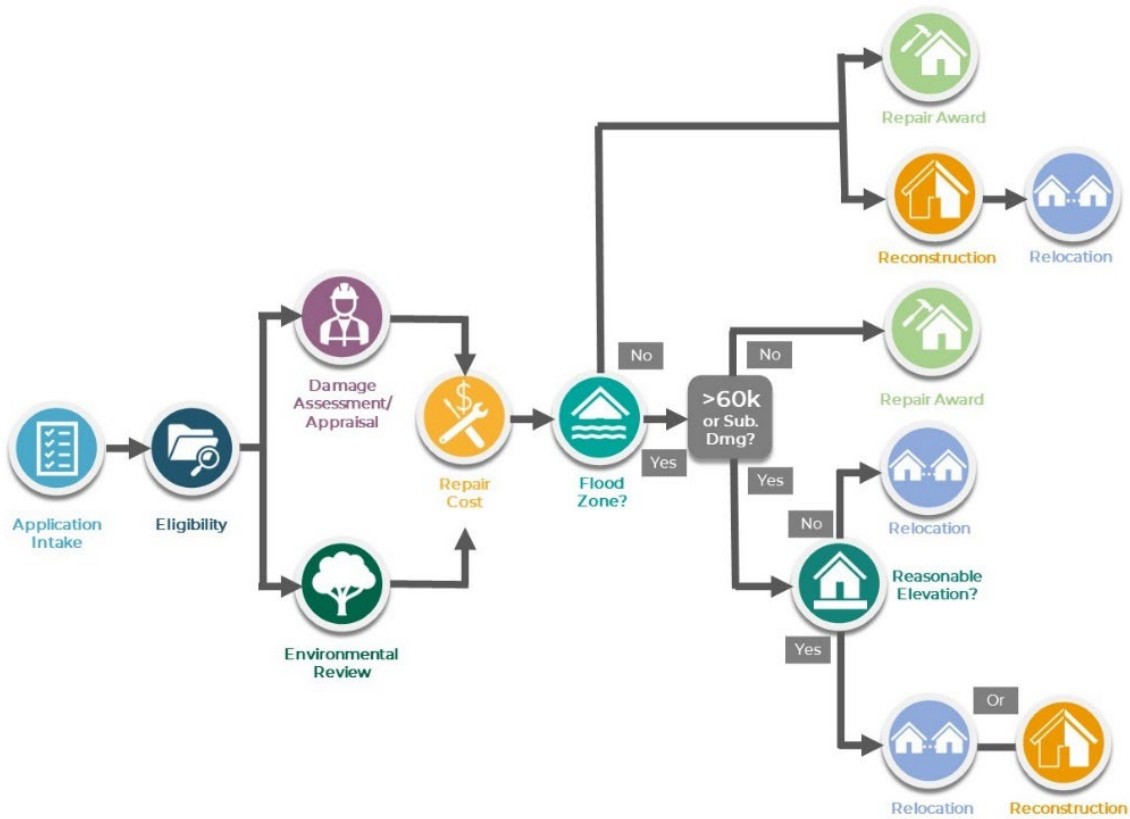 Repair Award
Reconstruction
Relocation
No
No
Damage
Assessment/
Appraisal
$
>60k
or Sub.
Dmg?
Repair Award
Application
Intake
Eligibility
Repair
Cost
Flood
Zone?
Yes
Yes
No
Relocation
Reasonable
Elevation?
Environmental
Review
Yes
Or
Relocation
Reconstruction